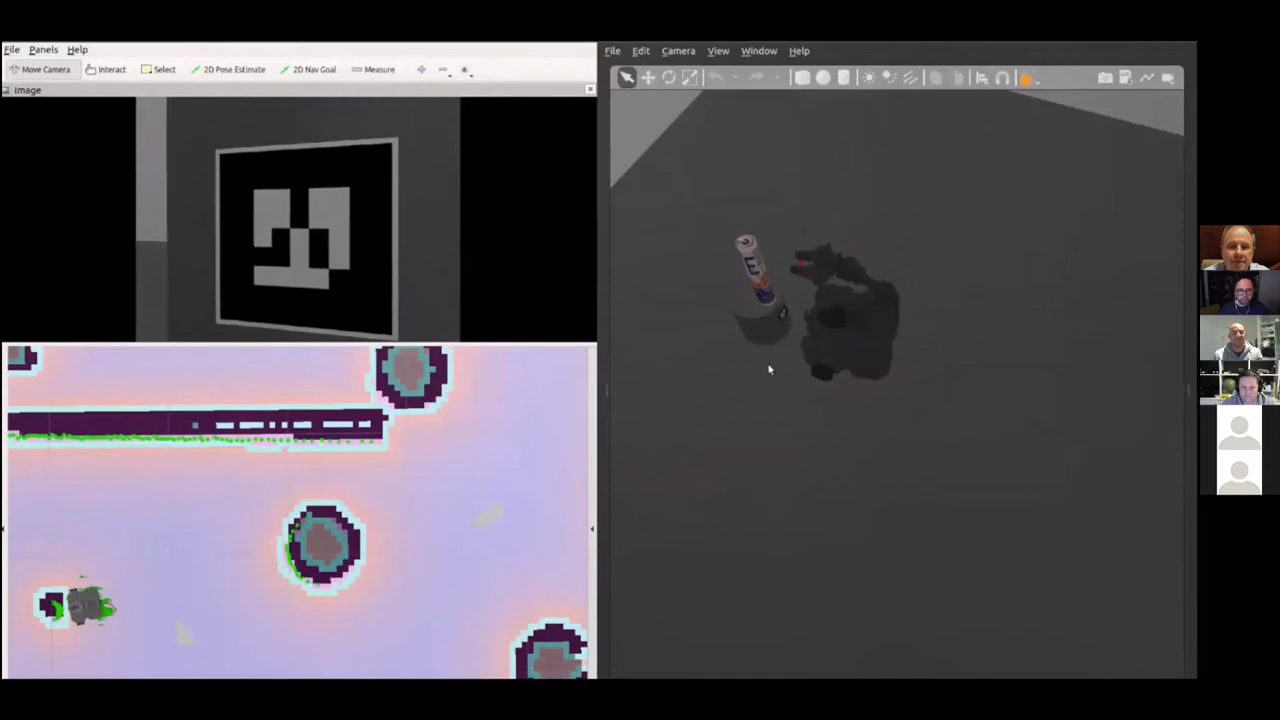 File Panels Help
Move Camera Interact Select 2D Pose Estimate 2D Nav Goal Measure
Image
File Edit Camera View Window Help
E